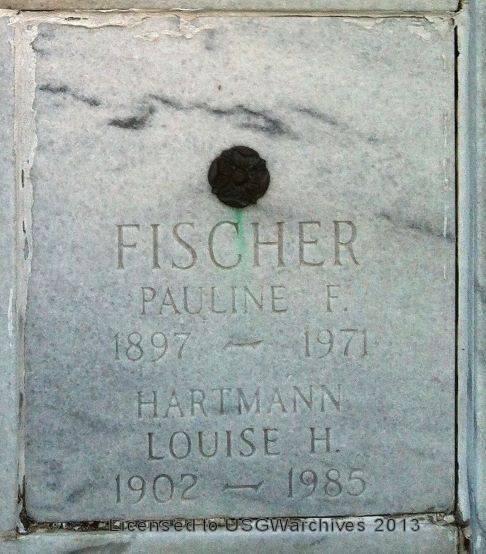 FISCHER
PAULINE F.
1897 — 1971
HARTMANN
LOUISE H.
1902 — 1985
Licensed to USGWarchives 2013